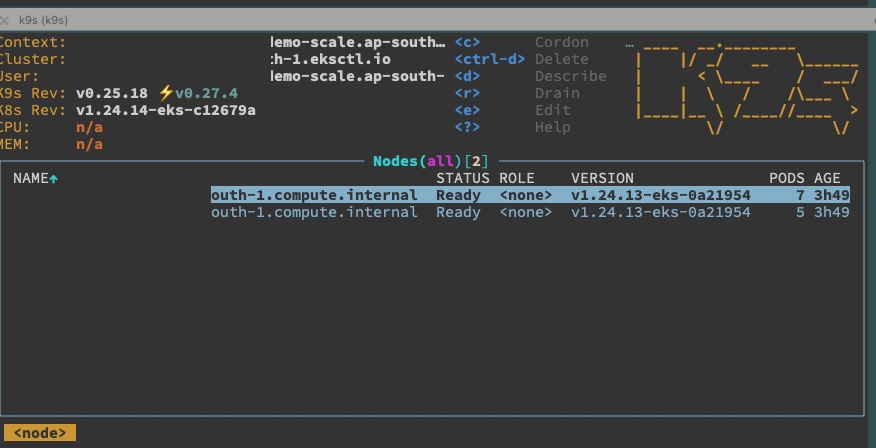 k9s (k9s)
Context: lemo-scale.ap-south… <c> Cordon …
Cluster: :h-1.eksctl.io <ctrl-d> Delete
User: lemo-scale.ap-south- <d> Describe
K9s Rev: v0.25.18 ⚡v0.27.4 <r> Drain
K8s Rev: v1.24.14-eks-c12679a <e> Edit
CPU: n/a <?> Help
MEM: n/a
Nodes(all)[2]
NAME↑ STATUS ROLE VERSION PODS AGE
outh-1.compute.internal Ready <none> v1.24.13-eks-0a21954 7 3h49
outh-1.compute.internal Ready <none> v1.24.13-eks-0a21954 5 3h49
<node>